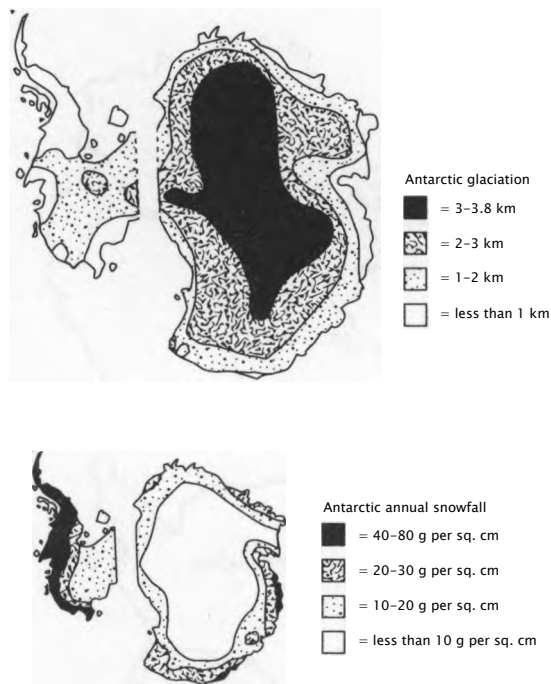 Antarctic glaciation
= 3–3.8 km
= 2–3 km
= 1–2 km
= less than 1 km
Antarctic annual snowfall
= 40–80 g per sq. cm
= 20–30 g per sq. cm
= 10–20 g per sq. cm
= less than 10 g per sq. cm